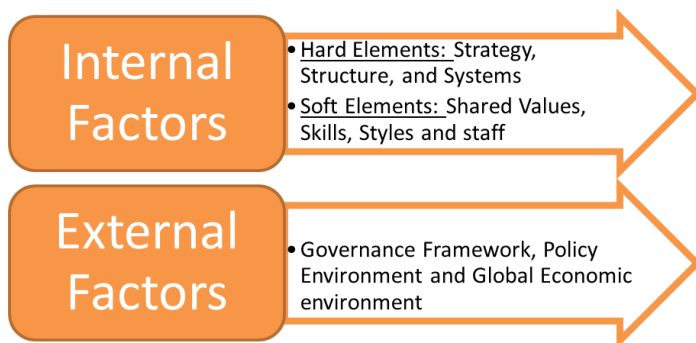 Internal
Factors
• Hard Elements: Strategy,
Structure, and Systems
• Soft Elements: Shared Values,
Skills, Styles and staff
External
Factors
• Governance Framework, Policy
Environment and Global Economic
environment